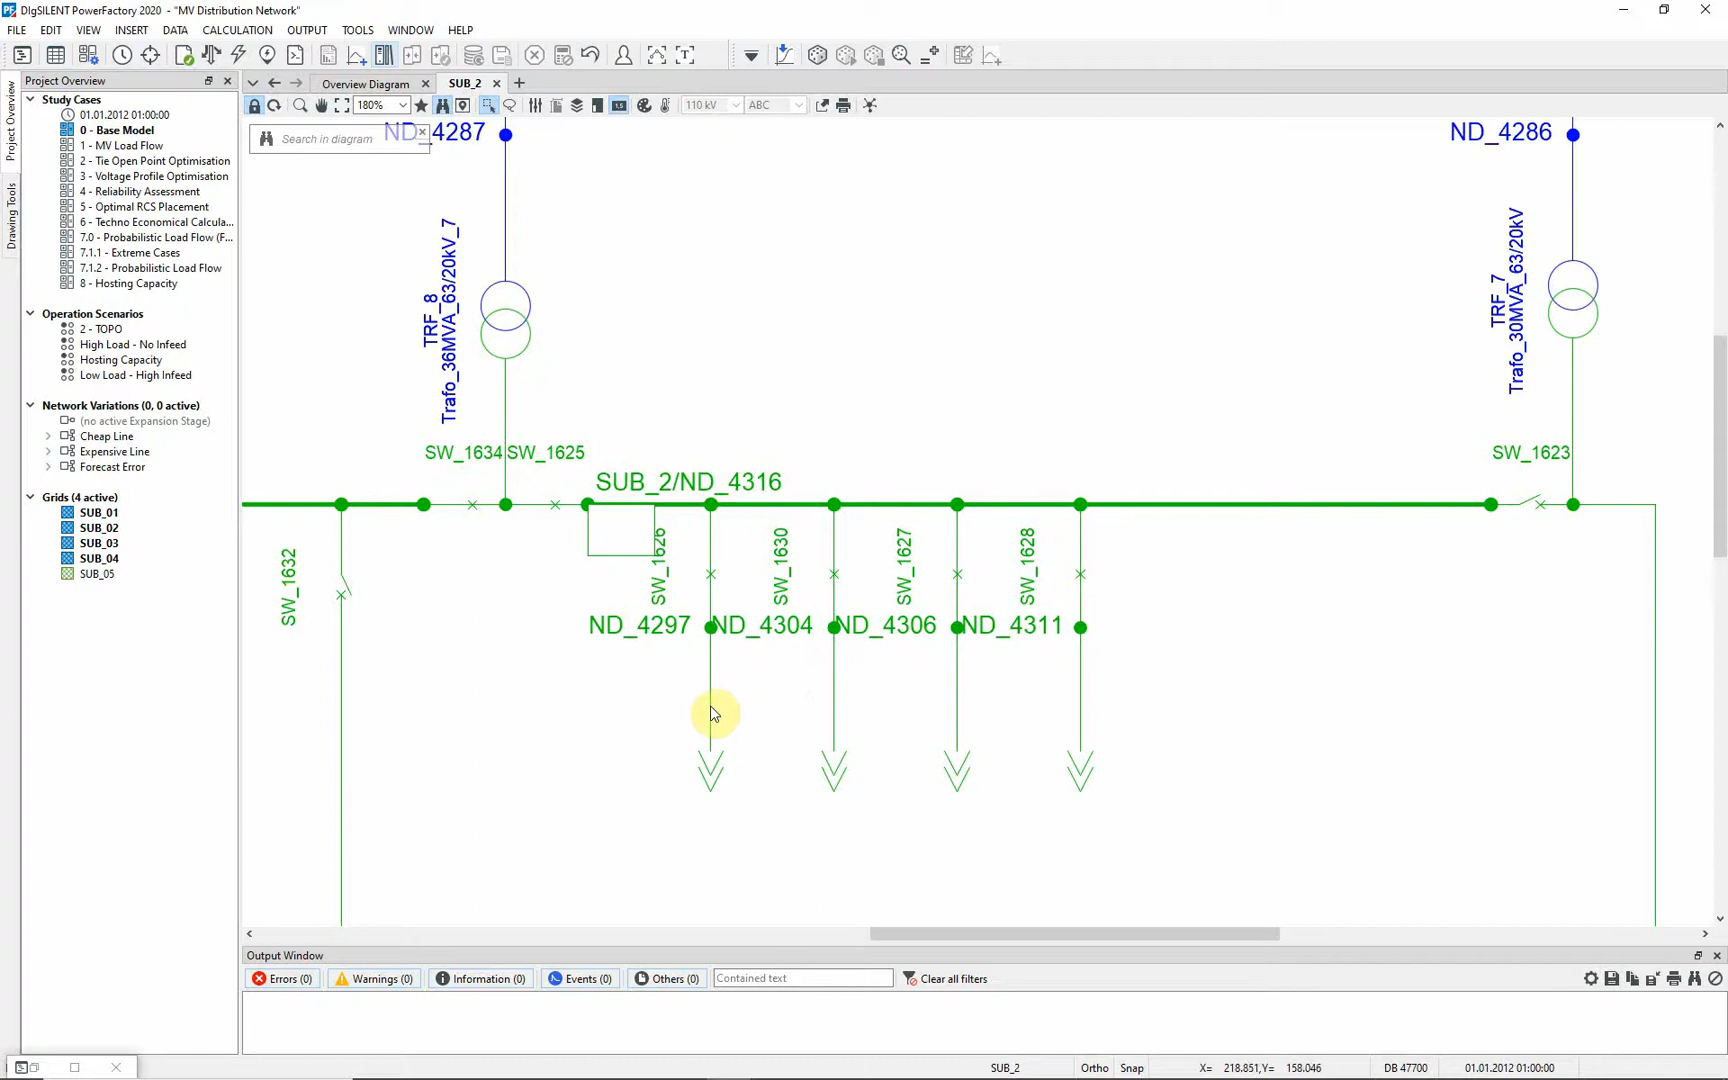 DIgSILENT PowerFactory 2020 - "MV Distribution Network"
FILE EDIT VIEW INSERT DATA CALCULATION OUTPUT TOOLS WINDOW HELP
Project Overview
Overview Diagram
SUB_2
180%
110 kV
ABC
Project Overview
Drawing Tools
Study Cases
01.01.2012 01:00:00
0 - Base Model
1 - MV Load Flow
2 - Tie Open Point Optimisation
3 - Voltage Profile Optimisation
4 - Reliability Assessment
5 - Optimal RCS Placement
6 - Techno Economical Calcula...
7.0 - Probabilistic Load Flow (F...
7.1.1 - Extreme Cases
7.1.2 - Probabilistic Load Flow
8 - Hosting Capacity
Operation Scenarios
2 - TOPO
High Load - No Infeed
Hosting Capacity
Low Load - High Infeed
Network Variations (0, 0 active)
(no active Expansion Stage)
Cheap Line
Expensive Line
Forecast Error
Grids (4 active)
SUB_01
SUB_02
SUB_03
SUB_04
SUB_05
Search in diagram
ND_4287
ND_4286
TRF_8
Trafo_36MVA_63/20kV_7
TRF_7
Trafo_30MVA_63/20kV
SW_1634
SW_1625
SW_1623
SUB_2/ND_4316
SW_1632
SW_1626
SW_1630
SW_1627
SW_1628
ND_4297
ND_4304
ND_4306
ND_4311
Output Window
Errors (0)
Warnings (0)
Information (0)
Events (0)
Others (0)
Contained text
Clear all filters
SUB_2
Ortho
Snap
X= 218.851,Y= 158.046
DB 47700
01.01.2012 01:00:00